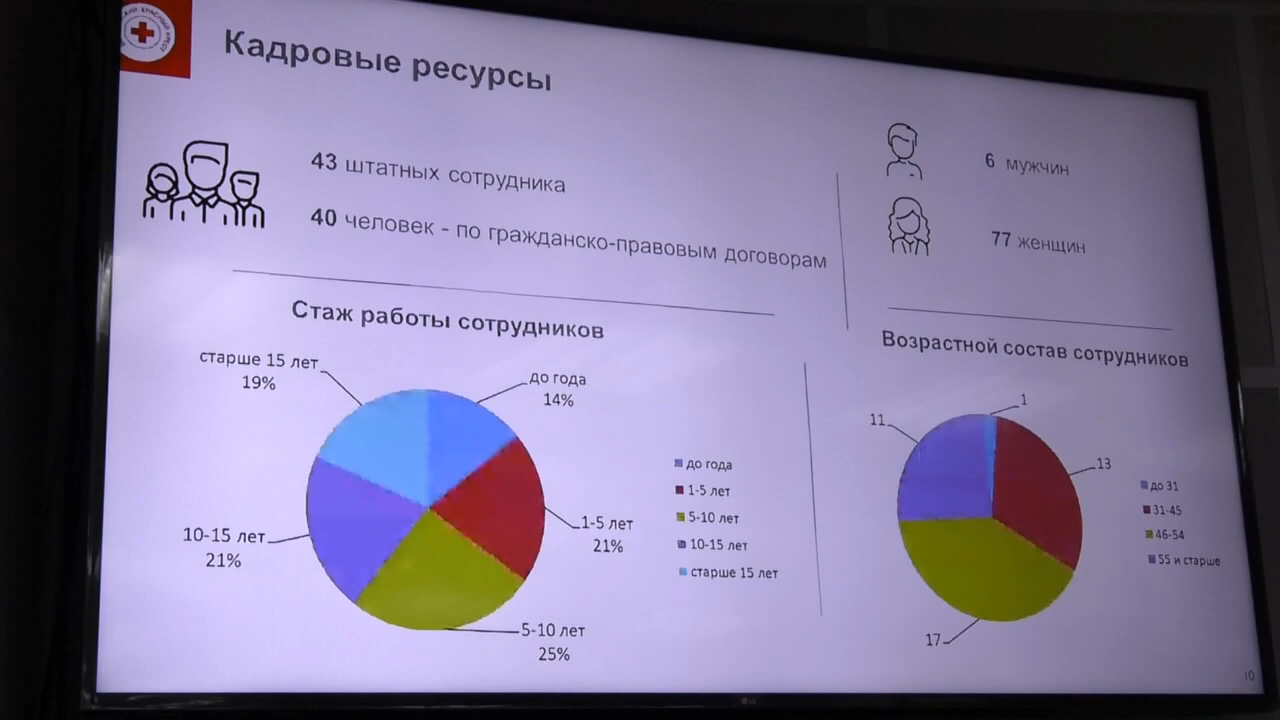 КРАСНЫЙ КРЕСТ
Кадровые ресурсы
43 штатных сотрудника
40 человек - по гражданско-правовым договорам
6 мужчин
77 женщин
Стаж работы сотрудников
старше 15 лет
19%
до года
14%
10-15 лет
21%
1-5 лет
21%
5-10 лет
25%
до года
1-5 лет
5-10 лет
10-15 лет
старше 15 лет
Возрастной состав сотрудников
1
11
13
17
до 31
31-45
46-54
55 и старше
10
LG